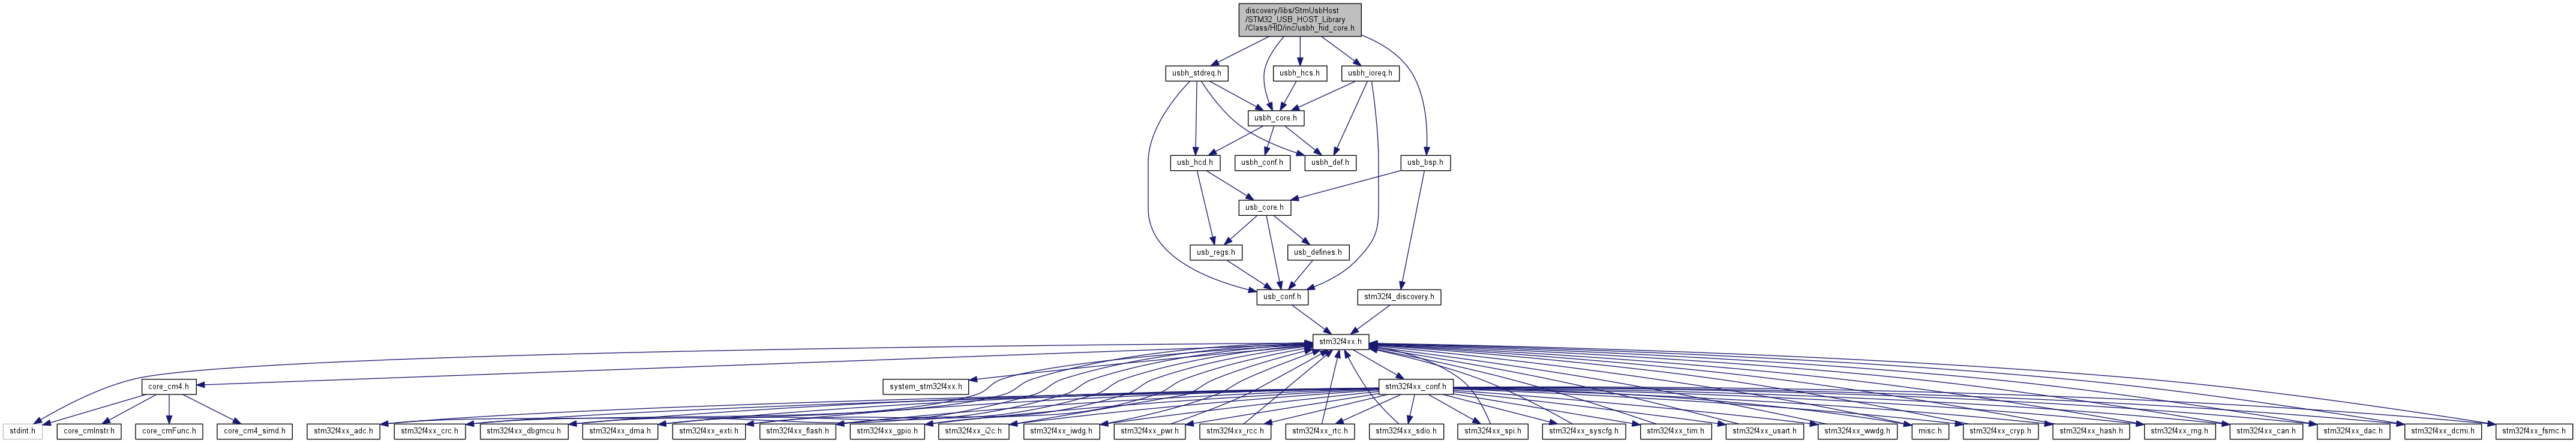 discovery/libs/StmUsbHost
/STM32_USB_HOST_Library
/Class/HID/inc/usbh_hid_core.h
usbh_stdreq.h
usbh_hcs.h
usbh_ioreq.h
usbh_core.h
usb_hcd.h
usbh_conf.h
usbh_def.h
usb_bsp.h
usb_core.h
usb_regs.h
usb_defines.h
usb_conf.h
stm32f4_discovery.h
stm32f4xx.h
core_cm4.h
system_stm32f4xx.h
stm32f4xx_conf.h
stdint.h
core_cmInstr.h
core_cmFunc.h
core_cm4_simd.h
stm32f4xx_adc.h
stm32f4xx_crc.h
stm32f4xx_dbgmcu.h
stm32f4xx_dma.h
stm32f4xx_exti.h
stm32f4xx_flash.h
stm32f4xx_gpio.h
stm32f4xx_i2c.h
stm32f4xx_iwdg.h
stm32f4xx_pwr.h
stm32f4xx_rcc.h
stm32f4xx_rtc.h
stm32f4xx_sdio.h
stm32f4xx_spi.h
stm32f4xx_syscfg.h
stm32f4xx_tim.h
stm32f4xx_usart.h
stm32f4xx_wwdg.h
misc.h
stm32f4xx_cryp.h
stm32f4xx_hash.h
stm32f4xx_rng.h
stm32f4xx_can.h
stm32f4xx_dac.h
stm32f4xx_dcmi.h
stm32f4xx_fsmc.h